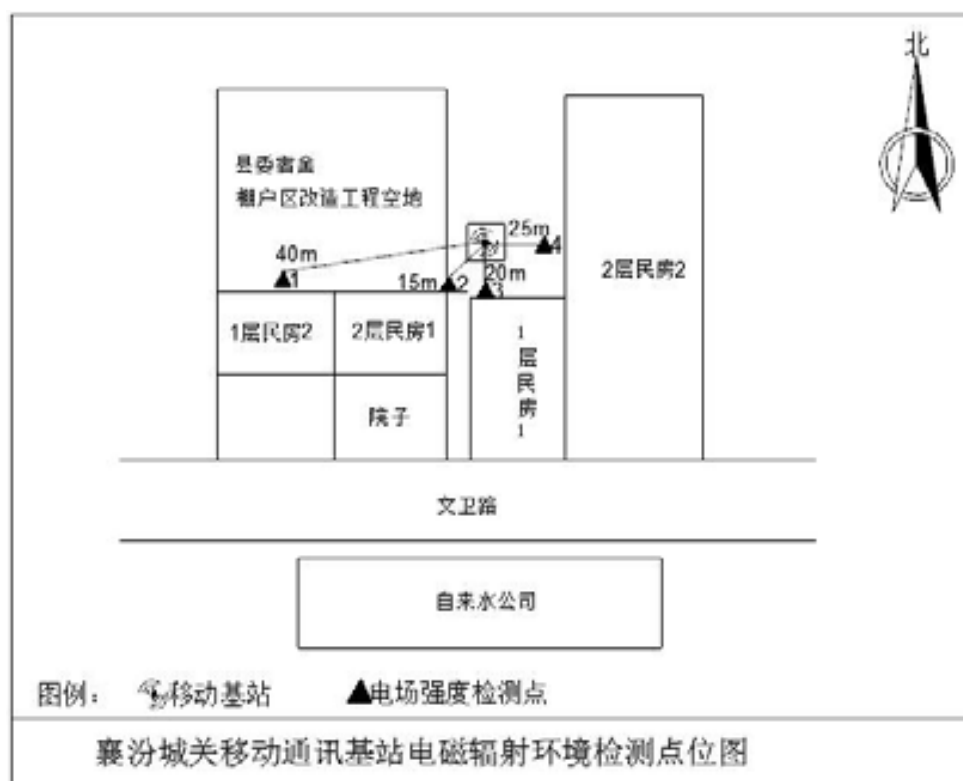 北
县委宿舍
棚户区改造工程空地
25m
40m
4
1
15m
2
20m
3
2层民房2
1层民房2
2层民房1
1层民房1
院子
文卫路
自来水公司
图例：
移动基站
电场强度检测点
襄汾城关移动通讯基站电磁辐射环境检测点位图